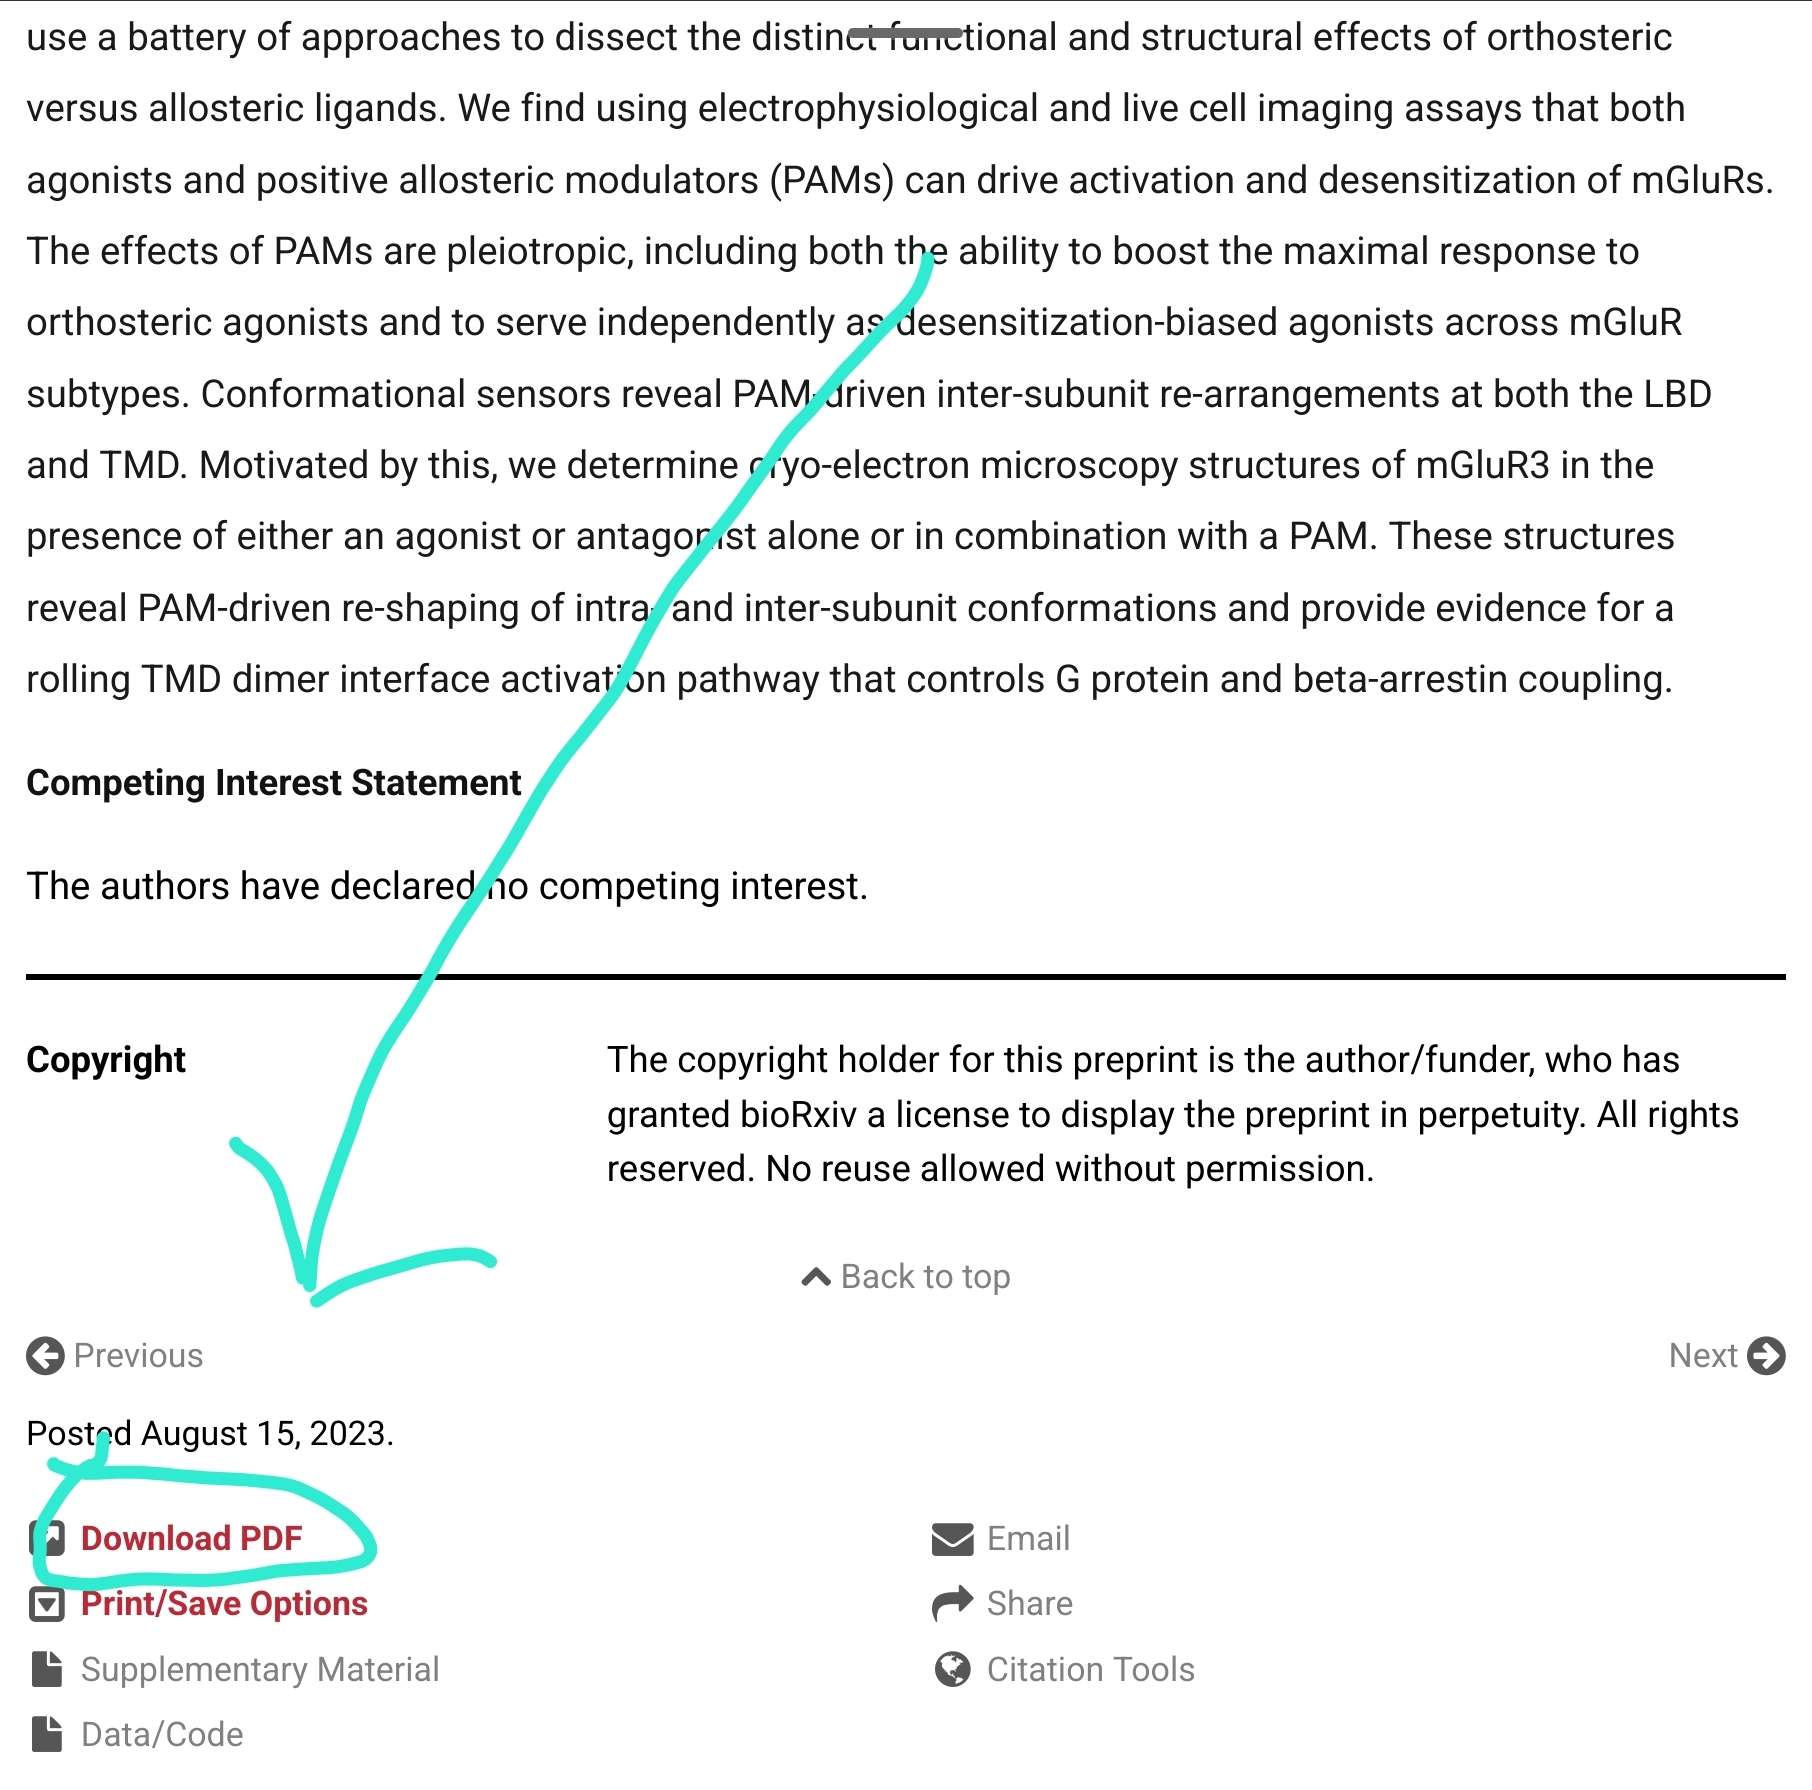 use a battery of approaches to dissect the distinct functional and structural effects of orthosteric
versus allosteric ligands. We find using electrophysiological and live cell imaging assays that both
agonists and positive allosteric modulators (PAMs) can drive activation and desensitization of mGluRs.
The effects of PAMs are pleiotropic, including both the ability to boost the maximal response to
orthosteric agonists and to serve independently as desensitization-biased agonists across mGluR
subtypes. Conformational sensors reveal PAM-driven inter-subunit re-arrangements at both the LBD
and TMD. Motivated by this, we determine cryo-electron microscopy structures of mGluR3 in the
presence of either an agonist or antagonist alone or in combination with a PAM. These structures
reveal PAM-driven re-shaping of intra- and inter-subunit conformations and provide evidence for a
rolling TMD dimer interface activation pathway that controls G protein and beta-arrestin coupling.
Competing Interest Statement
The authors have declared no competing interest.
Copyright
The copyright holder for this preprint is the author/funder, who has
granted bioRxiv a license to display the preprint in perpetuity. All rights
reserved. No reuse allowed without permission.
Back to top
Previous
Next
Posted August 15, 2023.
Download PDF
Email
Print/Save Options
Share
Supplementary Material
Citation Tools
Data/Code